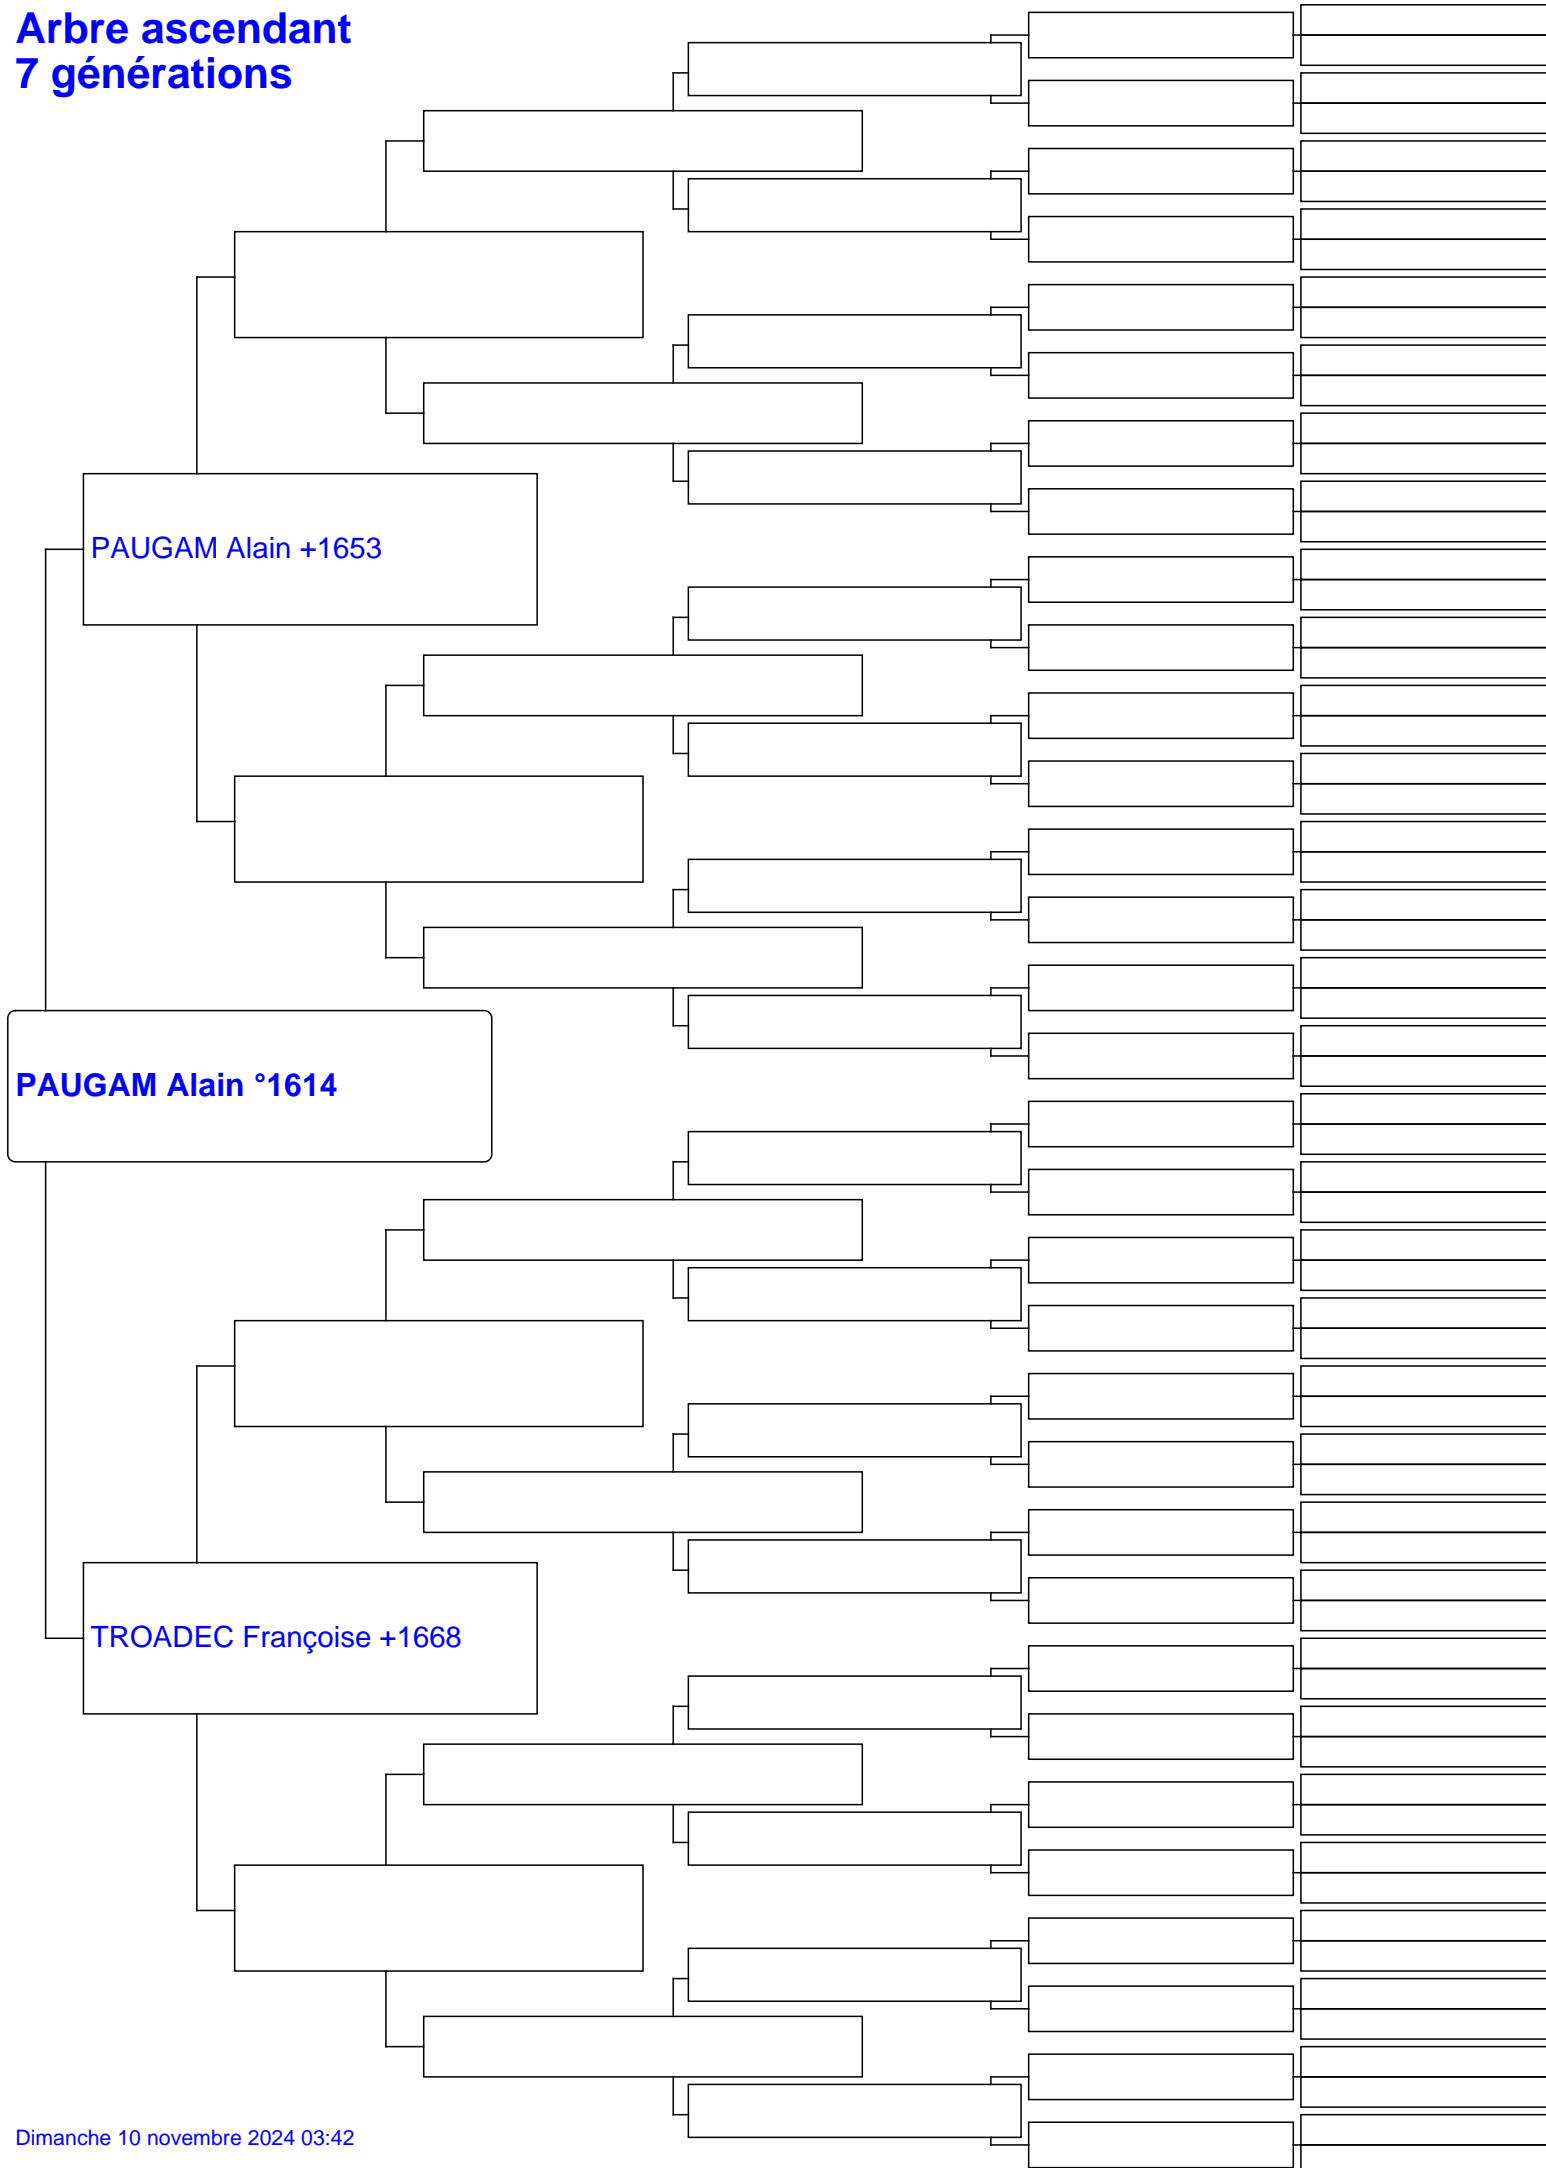 Arbre ascendant
7 générations
PAUGAM Alain +1653
PAUGAM Alain °1614
TROADEC Françoise +1668
Dimanche 10 novembre 2024 03:42